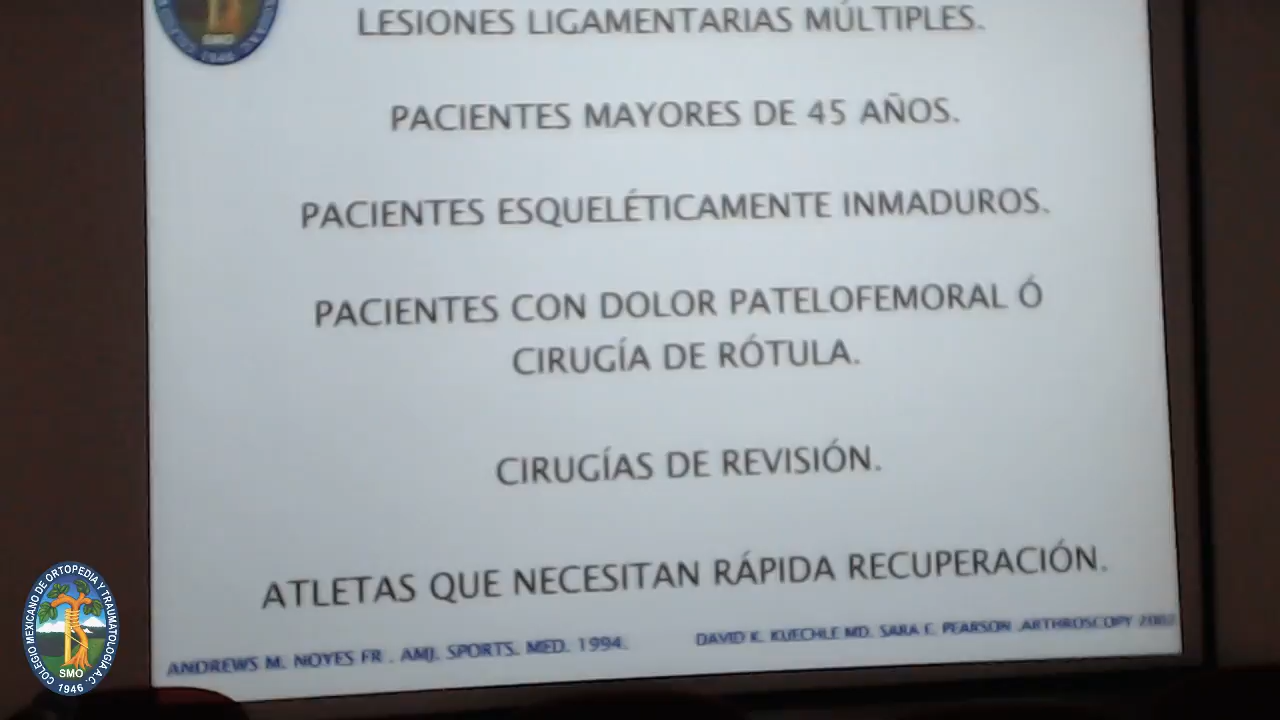 LESIONES LIGAMENTARIAS MÚLTIPLES.
PACIENTES MAYORES DE 45 AÑOS.
PACIENTES ESQUELÉTICAMENTE INMADUROS.
PACIENTES CON DOLOR PATELOFEMORAL Ó
CIRUGÍA DE RÓTULA.
CIRUGÍAS DE REVISIÓN.
ATLETAS QUE NECESITAN RÁPIDA RECUPERACIÓN.
ANDREWS M. NOYES FR . AMJ. SPORTS. MED. 1994.
DAVID K. KUECHLE MD. SARA E. PEARSON .ARTHROSCOPY 2002
COLEGIO MEXICANO DE ORTOPEDIA Y TRAUMATOLOGÍA A.C.
SMO
1946